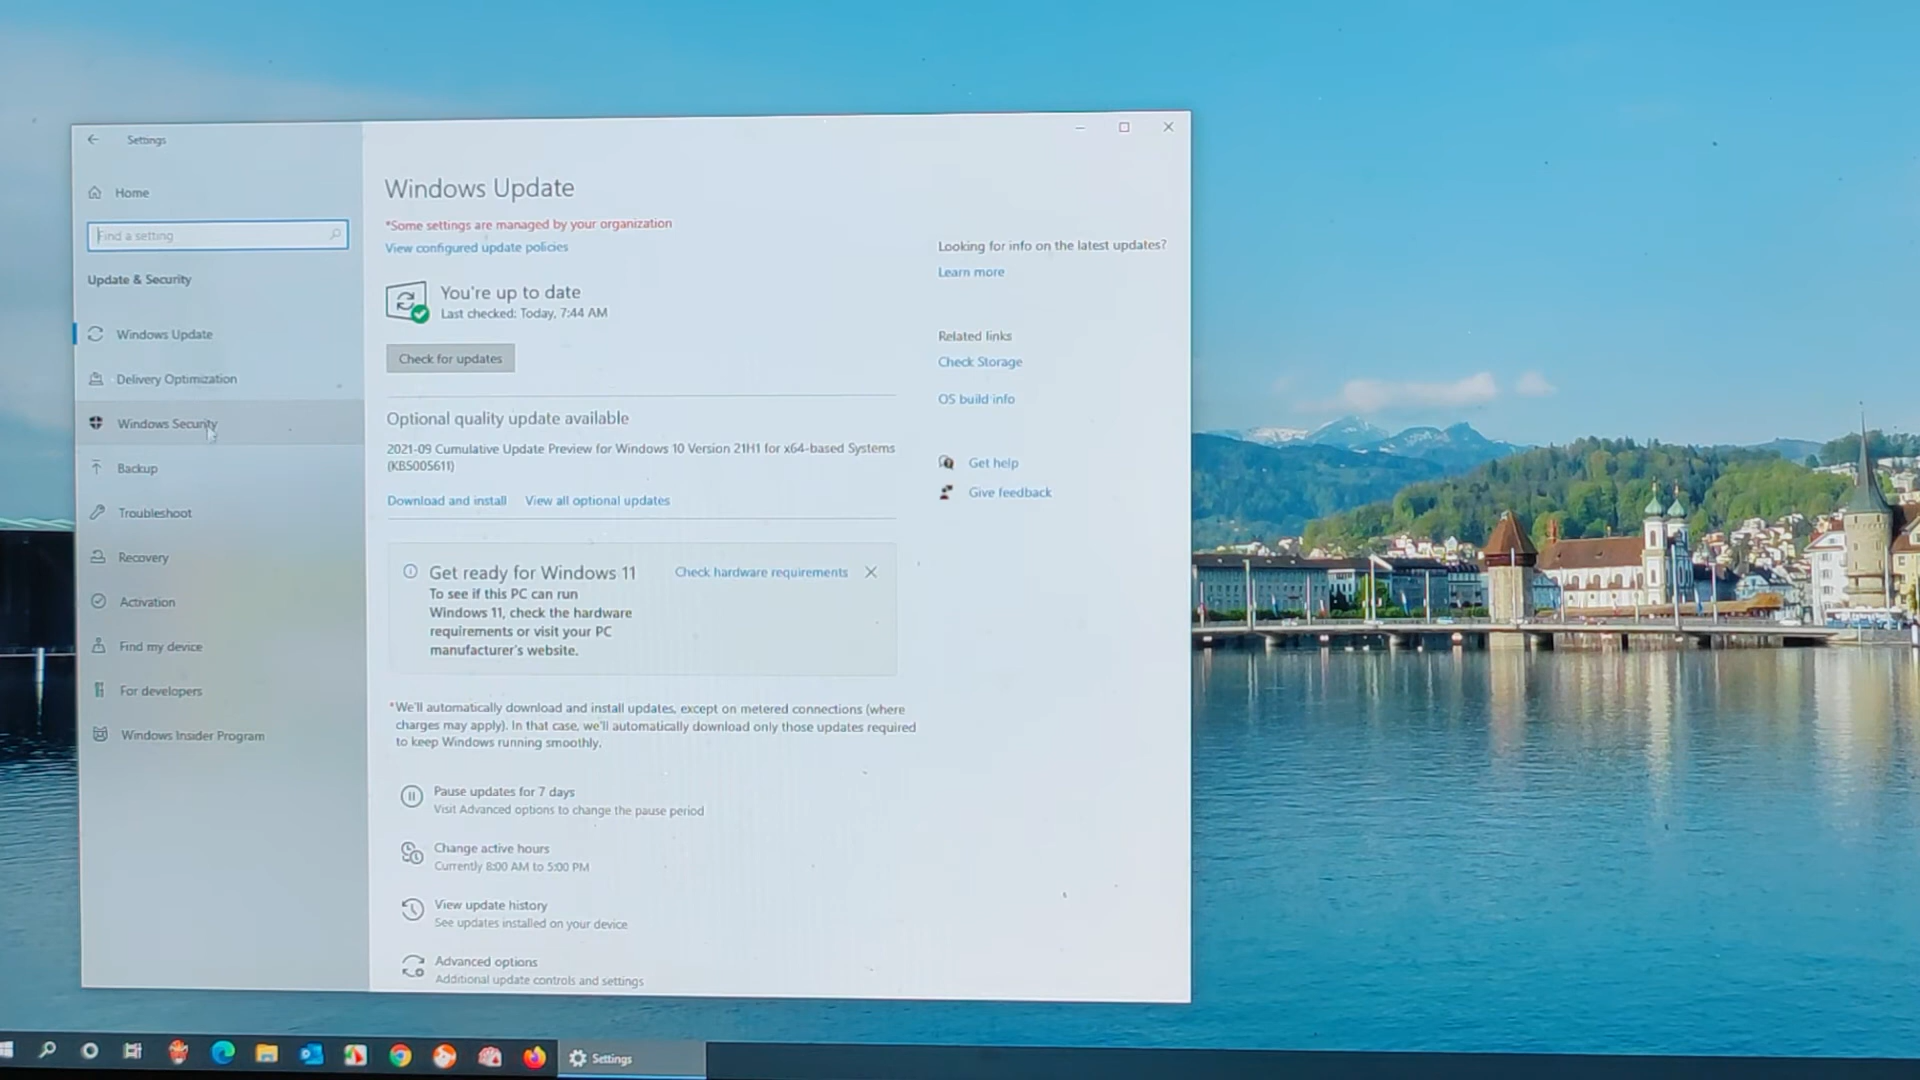 Settings
Home
Find a setting
Update & Security
Windows Update
Delivery Optimization
Windows Security
Backup
Troubleshoot
Recovery
Activation
Find my device
For developers
Windows Insider Program
Windows Update
*Some settings are managed by your organization
View configured update policies
You're up to date
Last checked: Today, 7:44 AM
Check for updates
Optional quality update available
2021-09 Cumulative Update Preview for Windows 10 Version 21H1 for x64-based Systems
(KB5005611)
Download and install View all optional updates
Get ready for Windows 11 Check hardware requirements
To see if this PC can run
Windows 11, check the hardware
requirements or visit your PC
manufacturer's website.
*We'll automatically download and install updates, except on metered connections (where
charges may apply). In that case, we'll automatically download only those updates required
to keep Windows running smoothly.
Pause updates for 7 days
Visit Advanced options to change the pause period
Change active hours
Currently 8:00 AM to 5:00 PM
View update history
See updates installed on your device
Advanced options
Additional update controls and settings
Looking for info on the latest updates?
Learn more
Related links
Check Storage
OS build info
Get help
Give feedback
Settings